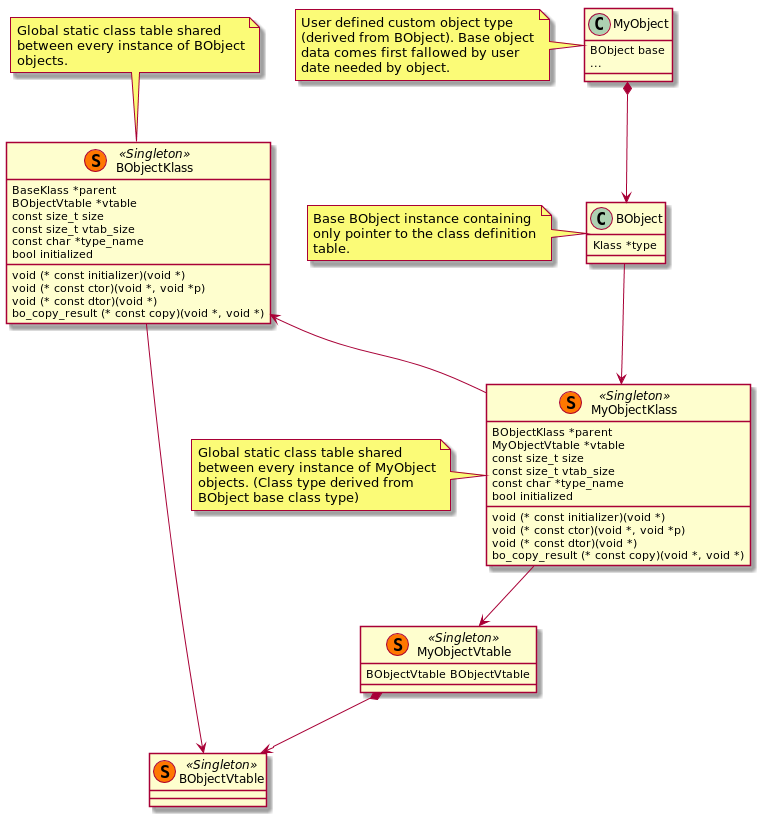 Global static class table shared
between every instance of BObject
objects.
User defined custom object type
(derived from BObject). Base object
data comes first fallowed by user
date needed by object.
C MyObject
BObject base
...
S «Singleton»
BObjectKlass
BaseKlass *parent
BObjectVtable *vtable
const size_t size
const size_t vtab_size
const char *type_name
bool initialized
void (* const initializer)(void *)
void (* const ctor)(void *, void *p)
void (* const dtor)(void *)
bo_copy_result (* const copy)(void *, void *)
Base BObject instance containing
only pointer to the class definition
table.
C BObject
Klass *type
S «Singleton»
MyObjectKlass
BObjectKlass *parent
MyObjectVtable *vtable
const size_t size
const size_t vtab_size
const char *type_name
bool initialized
void (* const initializer)(void *)
void (* const ctor)(void *, void *p)
void (* const dtor)(void *)
bo_copy_result (* const copy)(void *, void *)
Global static class table shared
between every instance of MyObject
objects. (Class type derived from
BObject base class type)
S «Singleton»
MyObjectVtable
BObjectVtable BObjectVtable
S «Singleton»
BObjectVtable